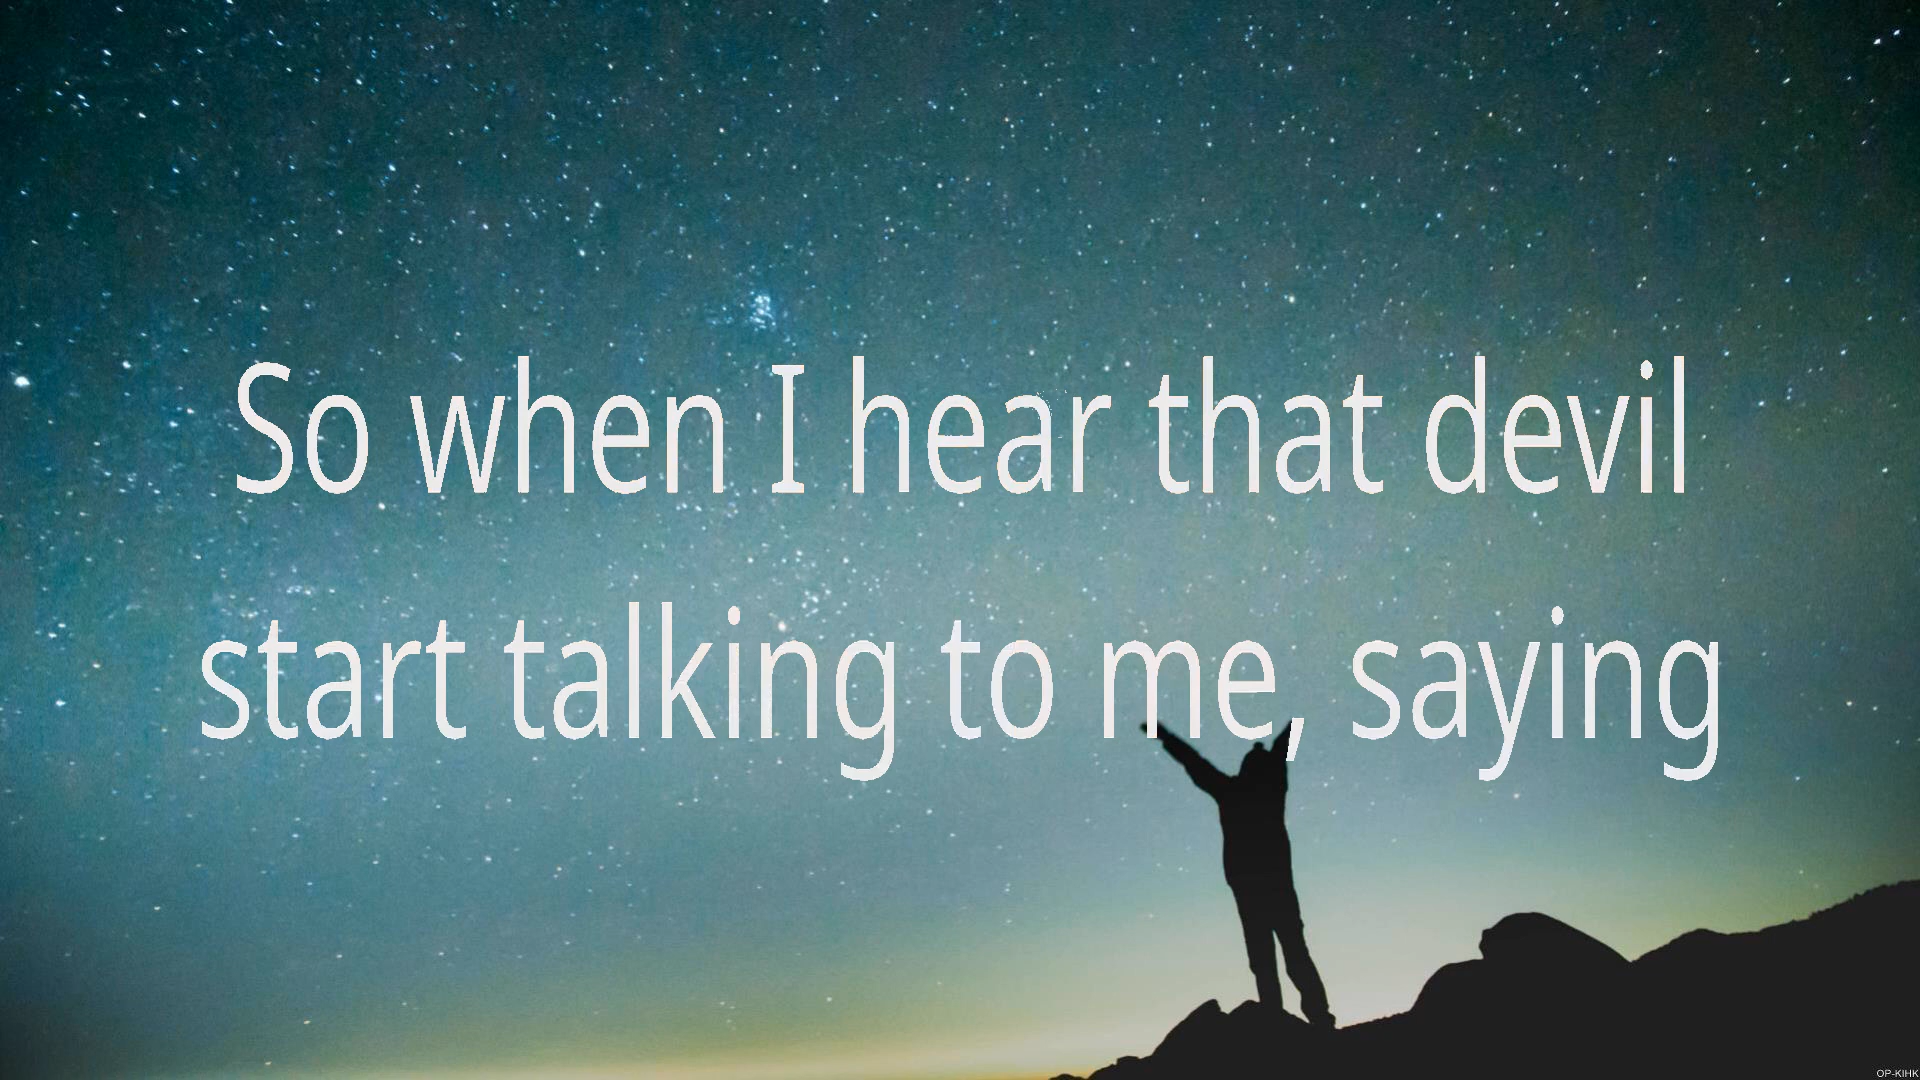 So when I hear that devil
start talking to me, saying
OP-KIHK